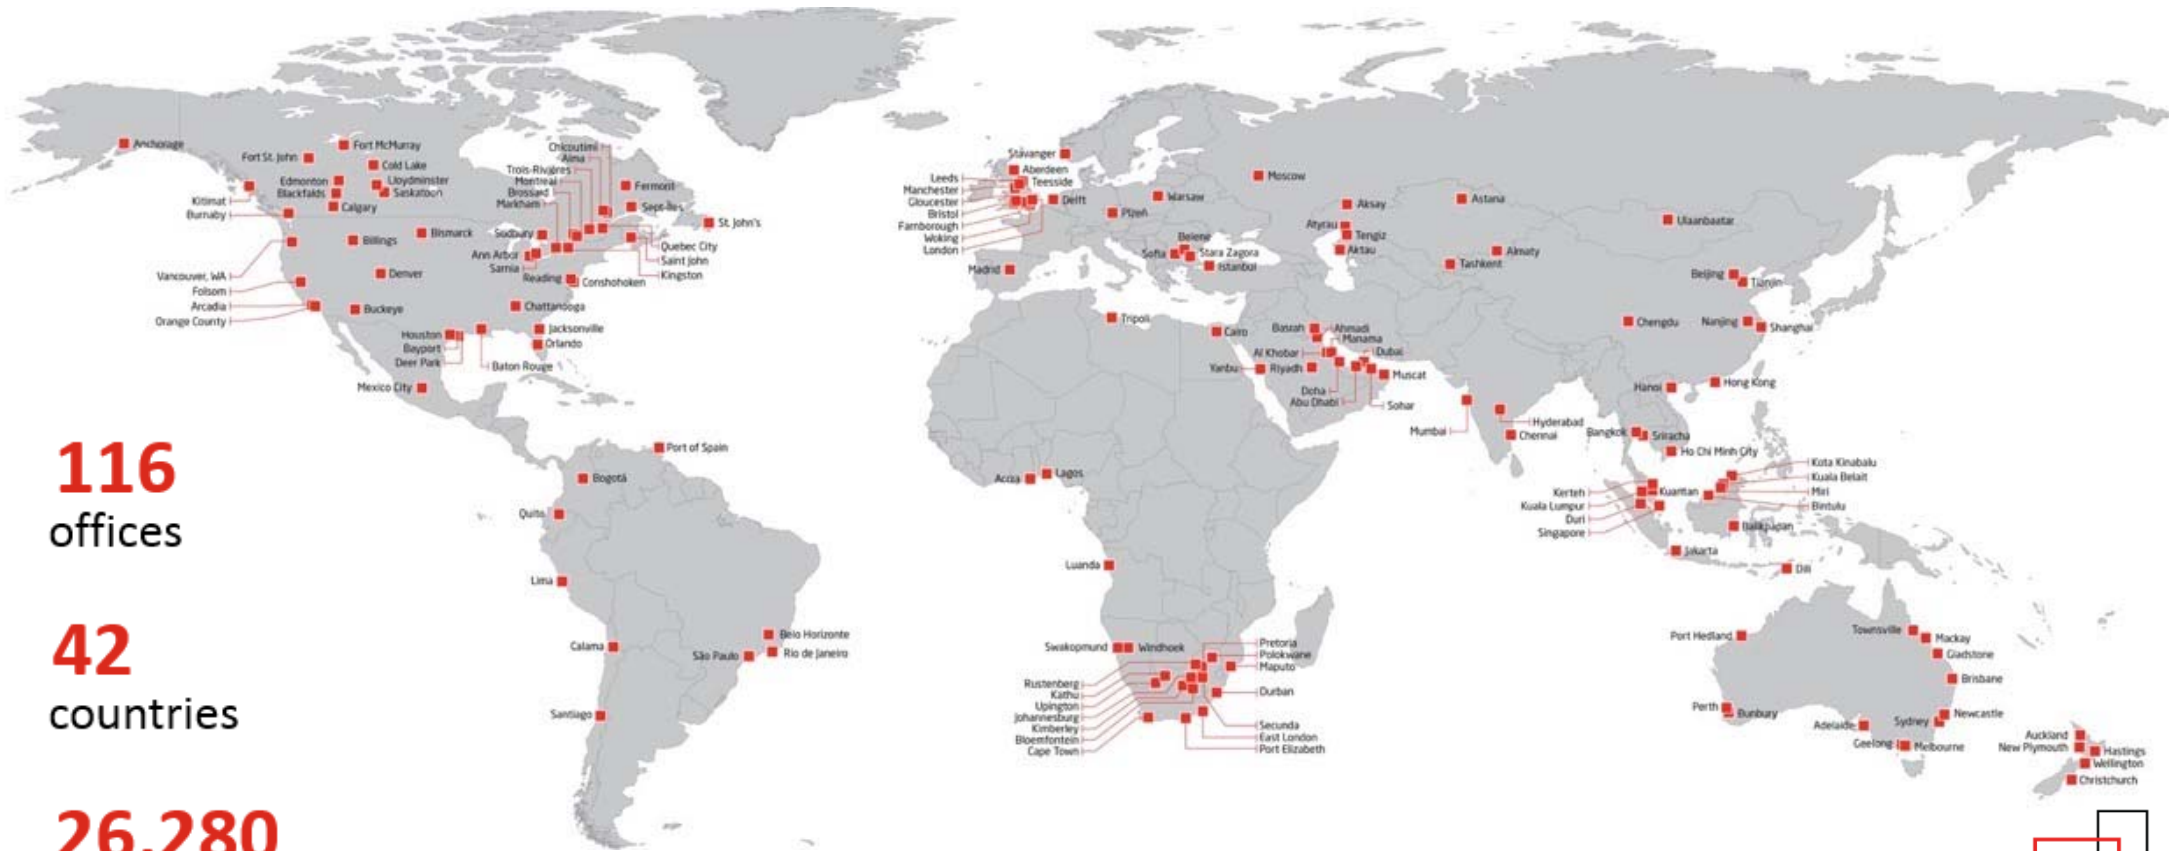 Anchorage
Fort St. John
Fort McMurray
Cold Lake
Edmonton
Lloydminster
Blackfalds
Saskatoon
Calgary
Kitimat
Burnaby
Vancouver, WA
Folsom
Arcadia
Orange County
Billings
Bismarck
Denver
Buckeye
Houston
Bayport
Deer Park
Baton Rouge
Mexico City
Chicoutimi
Alma
Trois-Rivières
Montreal
Brossard
Markham
Sudbury
Ann Arbor
Sarnia
Reading
Conshohoken
Chattanooga
Jacksonville
Orlando
Fermont
Sept-Îles
St. John's
Quebec City
Saint John
Kingston
Port of Spain
Bogotá
Quito
Lima
Calama
Santiago
Belo Horizonte
São Paulo
Rio de Janeiro
116
offices
42
countries
26,280
Stavanger
Aberdeen
Teesside
Leeds
Manchester
Gloucester
Bristol
Farnborough
Woking
London
Delft
Warsaw
Plzeň
Madrid
Belene
Sofia
Stara Zagora
Istanbul
Moscow
Aksay
Atyrau
Tengiz
Aktau
Astana
Almaty
Tashkent
Ulaanbaatar
Beijing
Tianjin
Chengdu
Nanjing
Shanghai
Hanoi
Hong Kong
Tripoli
Cairo
Basrah
Ahmadi
Manama
Al Khobar
Dubai
Yanbu
Riyadh
Muscat
Doha
Abu Dhabi
Sohar
Mumbai
Hyderabad
Chennai
Bangkok
Sriracha
Ho Chi Minh City
Kota Kinabalu
Kuala Belait
Miri
Bintulu
Kerteh
Kuantan
Kuala Lumpur
Duri
Singapore
Balikpapan
Jakarta
Dili
Accra
Lagos
Luanda
Swakopmund
Windhoek
Pretoria
Polokwane
Maputo
Rustenberg
Kathu
Upington
Johannesburg
Kimberley
Bloemfontein
Cape Town
Durban
Secunda
East London
Port Elizabeth
Port Hedland
Townsville
Mackay
Gladstone
Brisbane
Perth
Bunbury
Adelaide
Sydney
Newcastle
Geelong
Melbourne
Auckland
New Plymouth
Hastings
Wellington
Christchurch